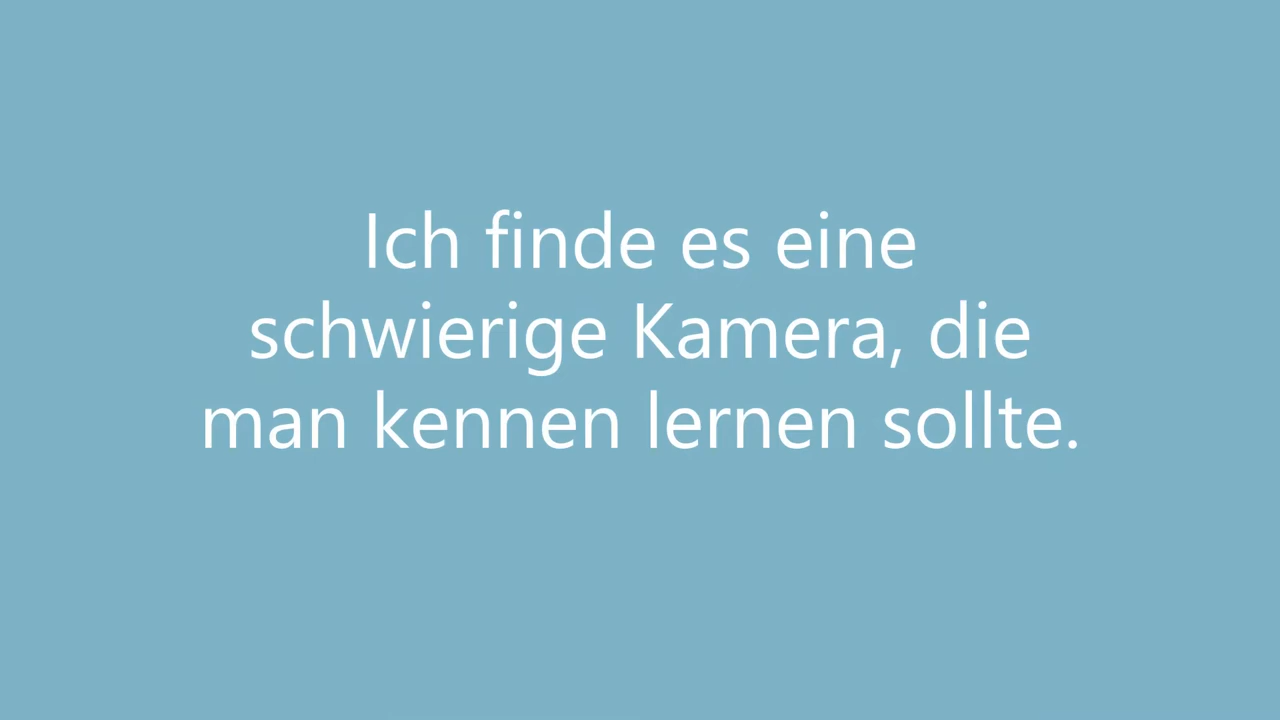 Ich finde es eine
schwierige Kamera, die
man kennen lernen sollte.